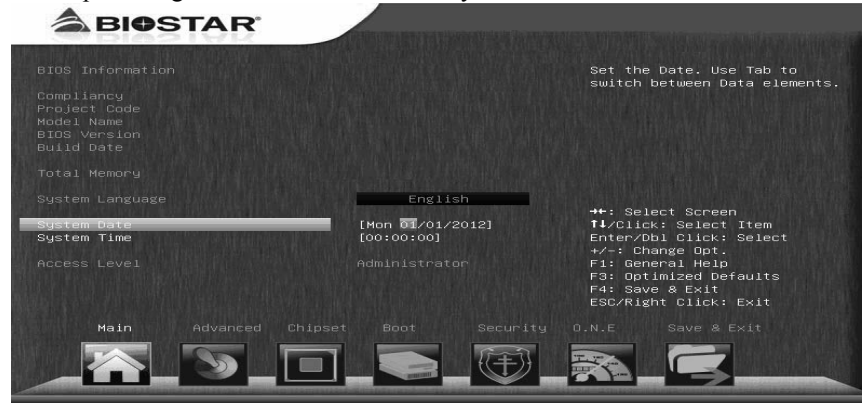 BIOSTAR
BIOS Information
Compliancy
Project Code
Model Name
BIOS Version
Build Date
Total Memory
System Language English
System Date [Mon 01/01/2012]
System Time [00:00:00]
Access Level Administrator
Set the Date. Use Tab to
switch between Data elements.
→←: Select Screen
↑↓/Click: Select Item
Enter/Dbl Click: Select
+/-: Change Opt.
F1: General Help
F3: Optimized Defaults
F4: Save & Exit
ESC/Right Click: Exit
Main Advanced Chipset Boot Security O.N.E Save & Exit